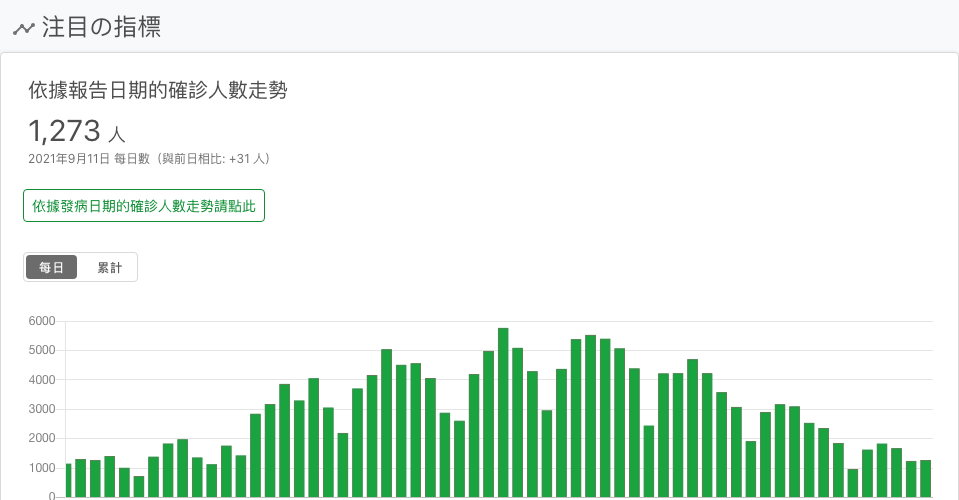 注目の指標
依據報告日期的確診人數走勢
1,273 人
2021年9月11日 每日數（與前日相比: +31 人）
依據發病日期的確診人數走勢請點此
每日 累計
6000
5000
4000
3000
2000
1000
0